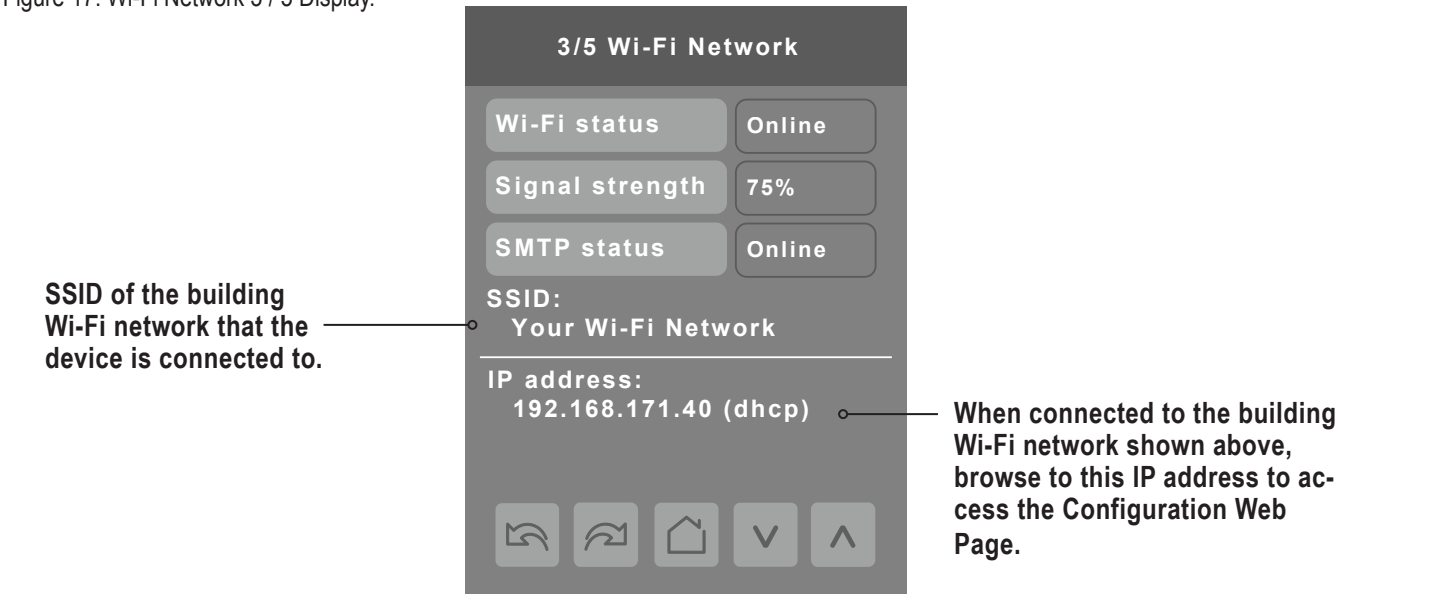 Figure 17: Wi-Fi Network 3 / 5 Display.
3/5 Wi-Fi Network
Wi-Fi status Online
Signal strength 75%
SMTP status Online
SSID:
Your Wi-Fi Network
SSID of the building
Wi-Fi network that the
device is connected to.
IP address:
192.168.171.40 (dhcp)
When connected to the building
Wi-Fi network shown above,
browse to this IP address to ac-
cess the Configuration Web
Page.